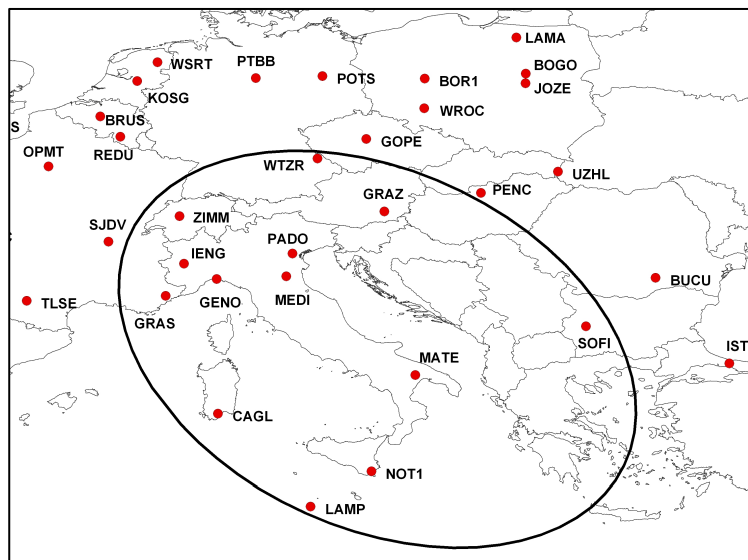 LAMA
WSRT
PTBB
BOGO
POTS
BOR1
JOZE
KOSG
WROC
BRUS
S
GOPE
OPMT
REDU
WTZR
UZHL
PENC
GRAZ
ZIMM
SJDV
PADO
IENG
BUCU
MEDI
GENO
TLSE
GRAS
SOFI
IST
MATE
CAGL
NOT1
LAMP